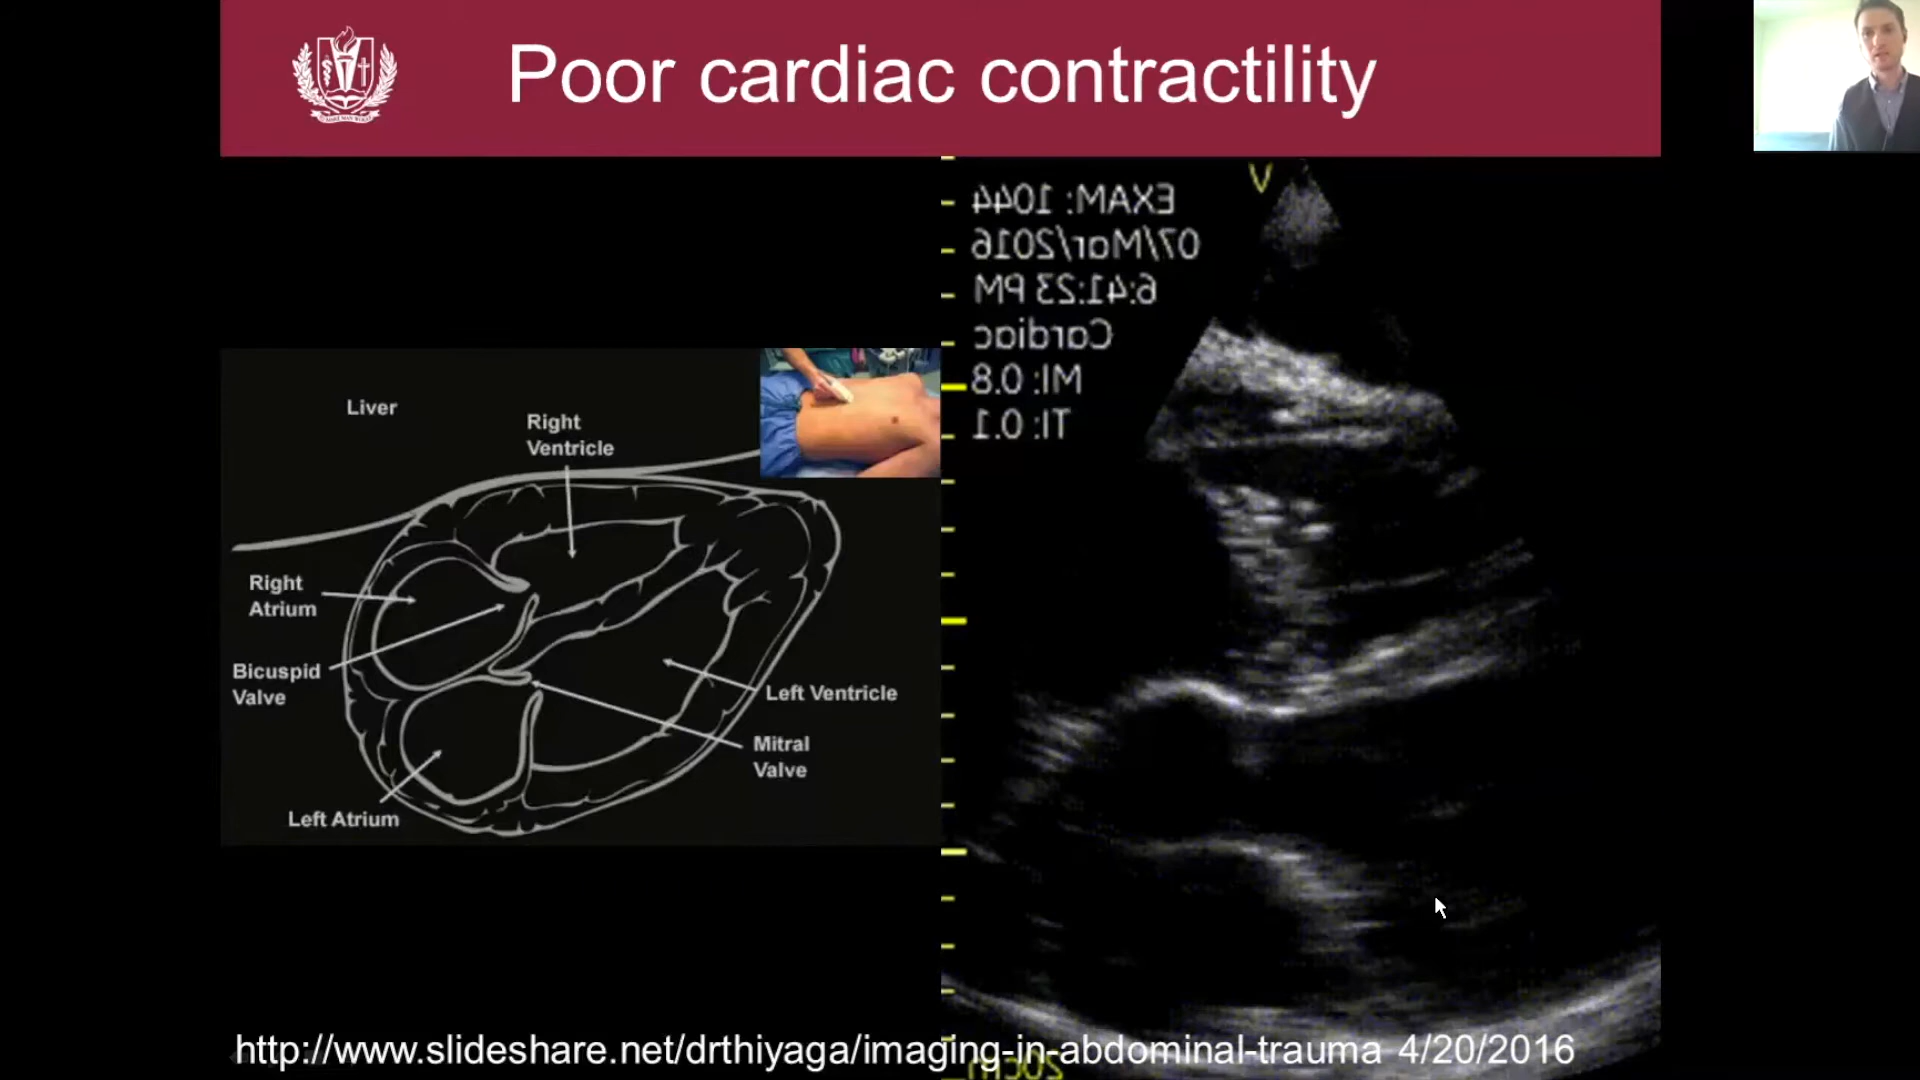 Poor cardiac contractility
Liver
Right
Ventricle
Right
Atrium
Bicuspid
Valve
Left Ventricle
Mitral
Valve
Left Atrium
V
EXAM: 1044
07/Mar/2016
6:41:23 PM
Cardiac
MI: 0.8
TI: 0.1
http://www.slideshare.net/drthiyaga/imaging-in-abdominal-trauma 4/20/2016
20cm